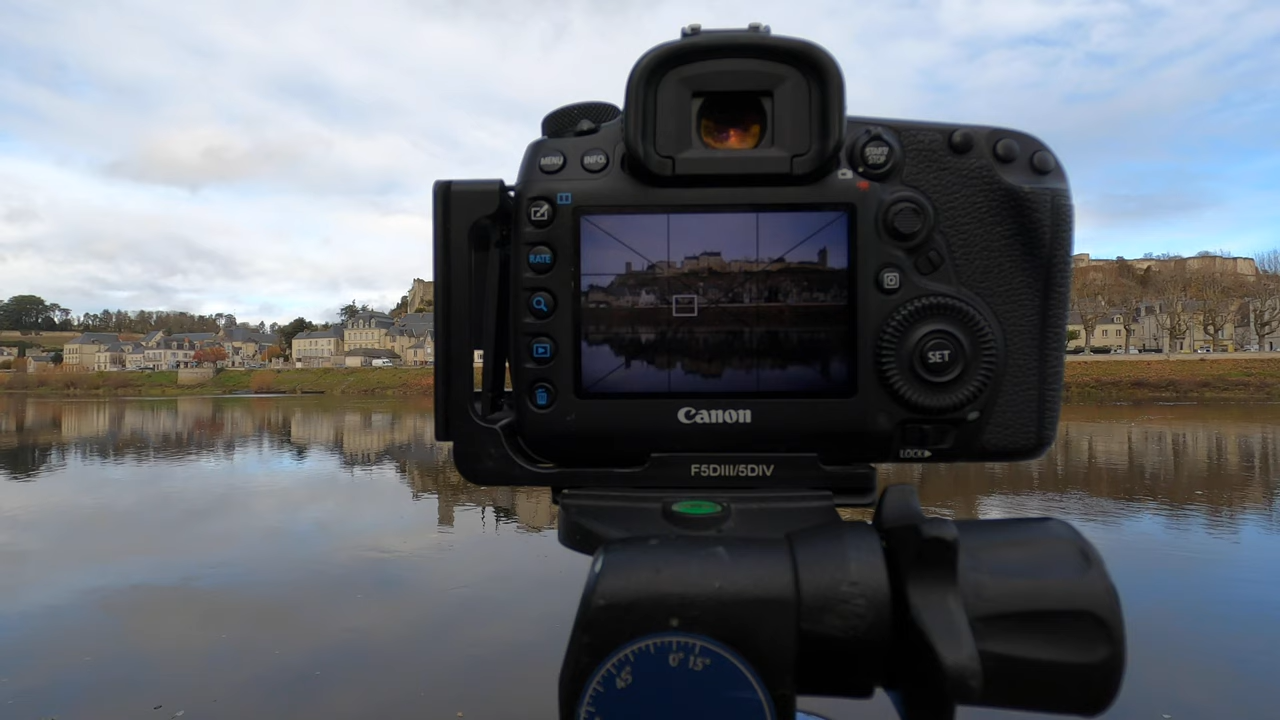 MENU
INFO.
START/
STOP
RATE
SET
Canon
LOCK▶
F5DIII/5DIV
45°
0° 15°